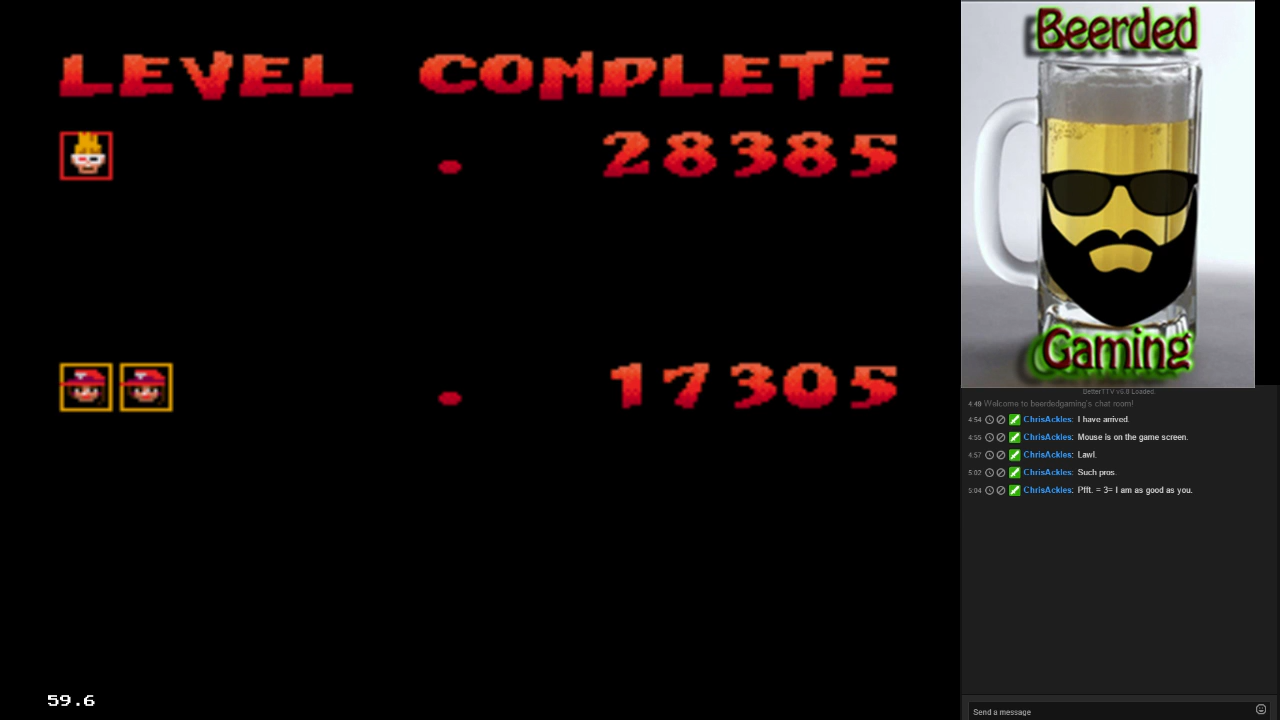 LEVEL COMPLETE
. 28385
. 17305
59.6
Beerded
Gaming
BetterTTV v6.8 Loaded.
4:48 Welcome to beerdedgaming's chat room!
4:54 ChrisAckles: I have arrived.
4:55 ChrisAckles: Mouse is on the game screen.
4:57 ChrisAckles: Lawl.
5:02 ChrisAckles: Such pros.
5:04 ChrisAckles: Pfft. = 3= I am as good as you.
Send a message